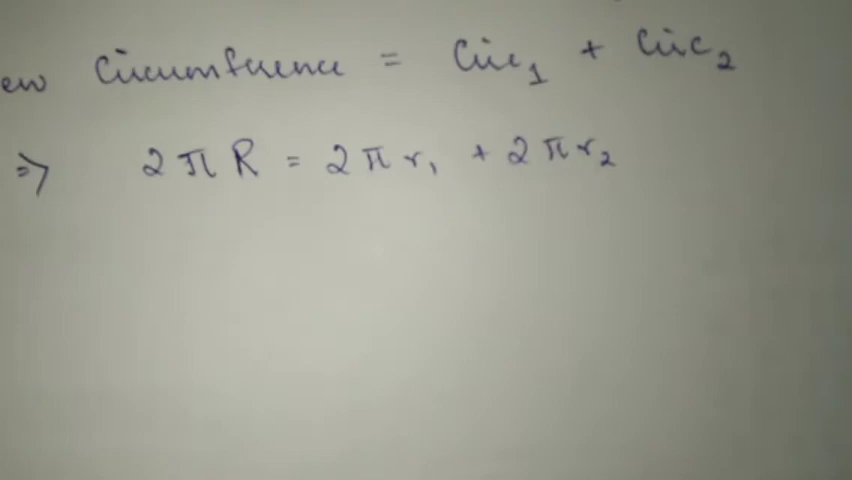 ew Circumference = Circ₁ + Circ₂
⇒ 2πR = 2πr₁ + 2πr₂